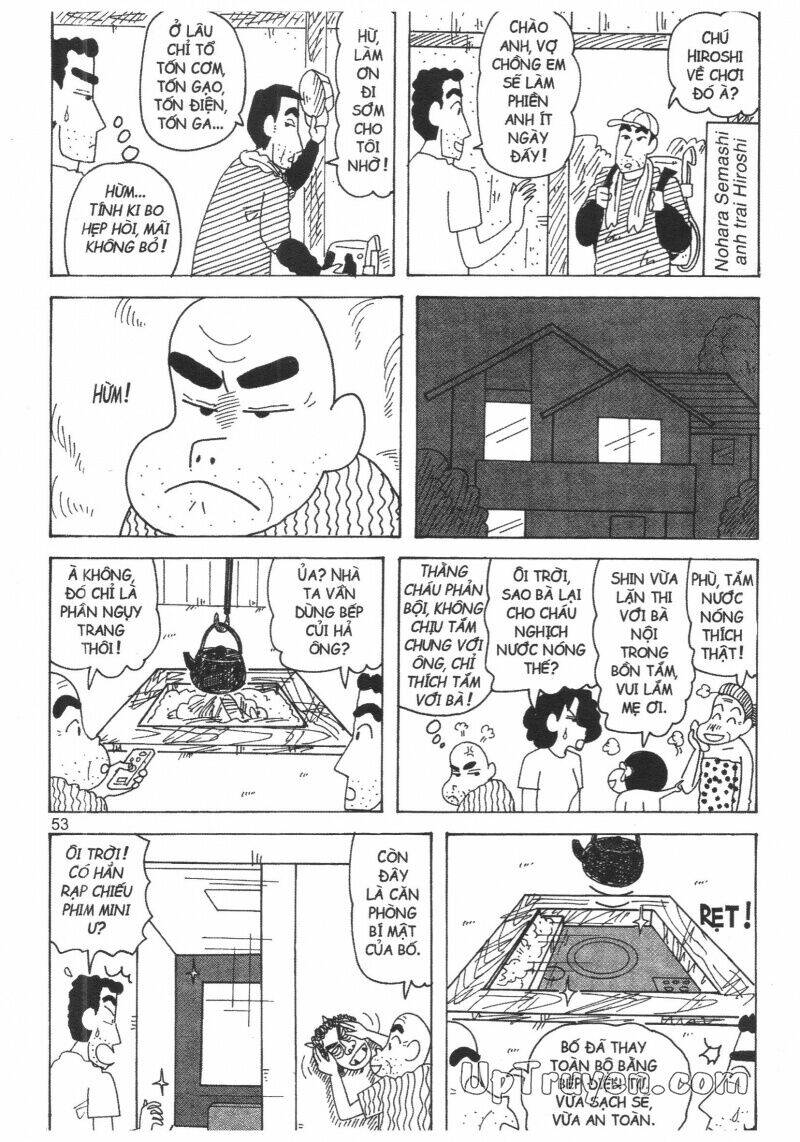 CHÚ
HIROSHI
VỀ CHƠI
ĐÓ À?
CHÀO
ANH, VỢ
CHỒNG EM
SẼ LÀM
PHIỀN
ANH ÍT
NGÀY
ĐẤY!
Nohara Semashi
anh trai Hiroshi
HỪ,
LÀM
ƠN
ĐI
SỚM
CHO
TÔI
NHỜ!
Ở LÂU
CHỈ TỔ
TỐN CƠM,
TỐN GẠO,
TỐN ĐIỆN,
TỐN GA...
HỪM...
TÍNH KI BO
HẸP HÒI, MÃI
KHÔNG BỎ!
HỪM!
PHÙ, TẮM
NƯỚC
NÓNG
THÍCH
THẬT!
SHIN VỪA
LẶN THI
VỚI BÀ
NỘI
TRONG
BỒN TẮM,
VUI LẮM
MẸ ƠI.
ÔI TRỜI,
SAO BÀ LẠI
CHO CHÁU
NGHỊCH
NƯỚC NÓNG
THẾ?
THẰNG
CHÁU PHẢN
BỘI, KHÔNG
CHỊU TẮM
CHUNG VỚI
ÔNG, CHỈ
THÍCH TẮM
VỚI BÀ!
ỦA? NHÀ
TA VẪN
DÙNG BẾP
CỦI HẢ
ÔNG?
À KHÔNG,
ĐÓ CHỈ LÀ
PHẦN NGỤY
TRANG
THÔI!
53
RẸT!
BỐ ĐÃ THAY
TOÀN BỘ BẰNG
BẾP ĐIỆN TỪ,
VỪA SẠCH SẼ,
VỪA AN TOÀN.
UpTruyen.com
CÒN
ĐÂY
LÀ CĂN
PHÒNG
BÍ MẬT
CỦA BỐ.
ÔI TRỜI!
CÓ HẲN
RẠP CHIẾU
PHIM MINI
Ư?